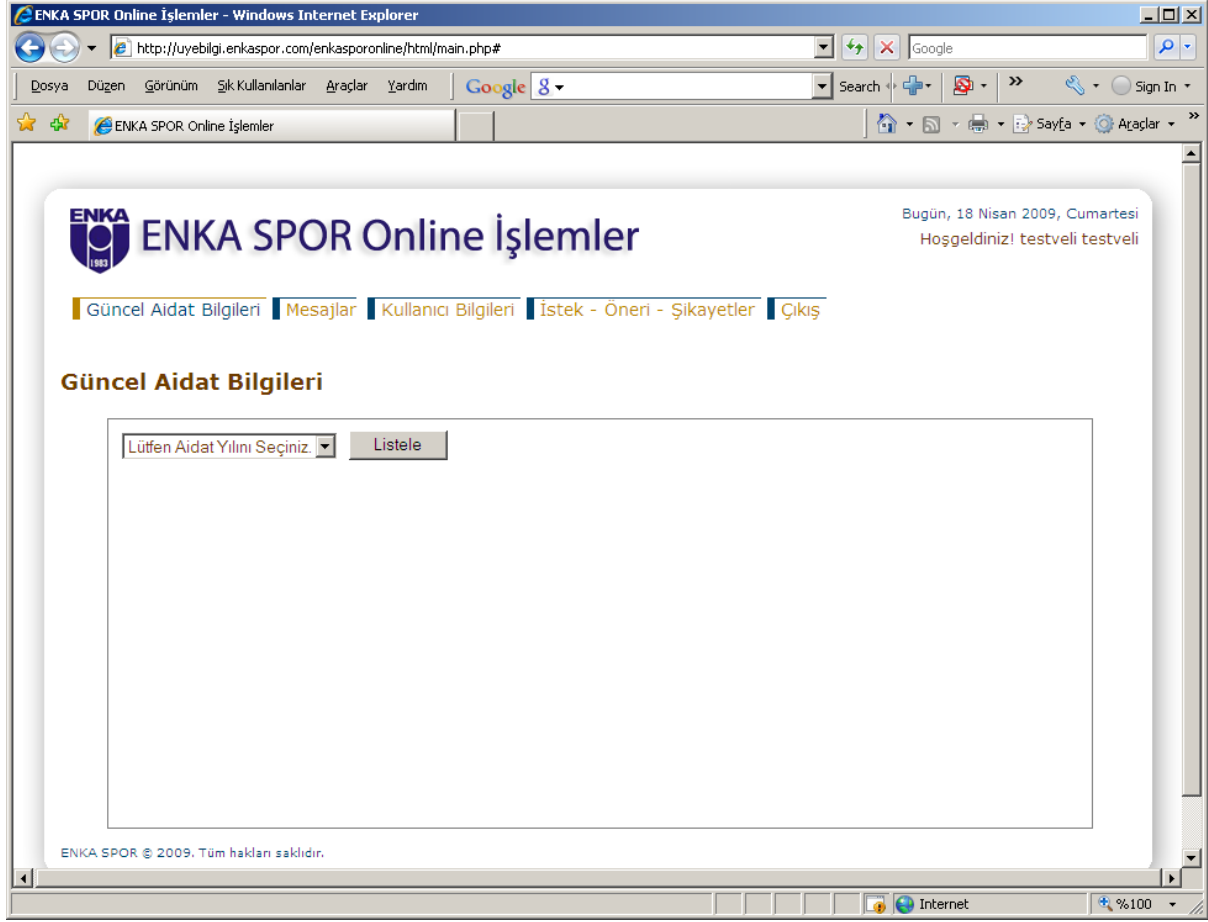 ENKA SPOR Online İşlemler - Windows Internet Explorer
http://uyebilgi.enkaspor.com/enkasporonline/html/main.php#
Google
Dosya Düzen Görünüm Sık Kullanılanlar Araçlar Yardım Google Search Sign In
ENKA SPOR Online İşlemler Sayfa Araçlar
Bugün, 18 Nisan 2009, Cumartesi
Hoşgeldiniz! testveli testveli
ENKA
1983
ENKA SPOR Online İşlemler
Güncel Aidat Bilgileri Mesajlar Kullanıcı Bilgileri İstek - Öneri - Şikayetler Çıkış
Güncel Aidat Bilgileri
Lütfen Aidat Yılını Seçiniz. Listele
ENKA SPOR © 2009. Tüm hakları saklıdır.
Internet %100